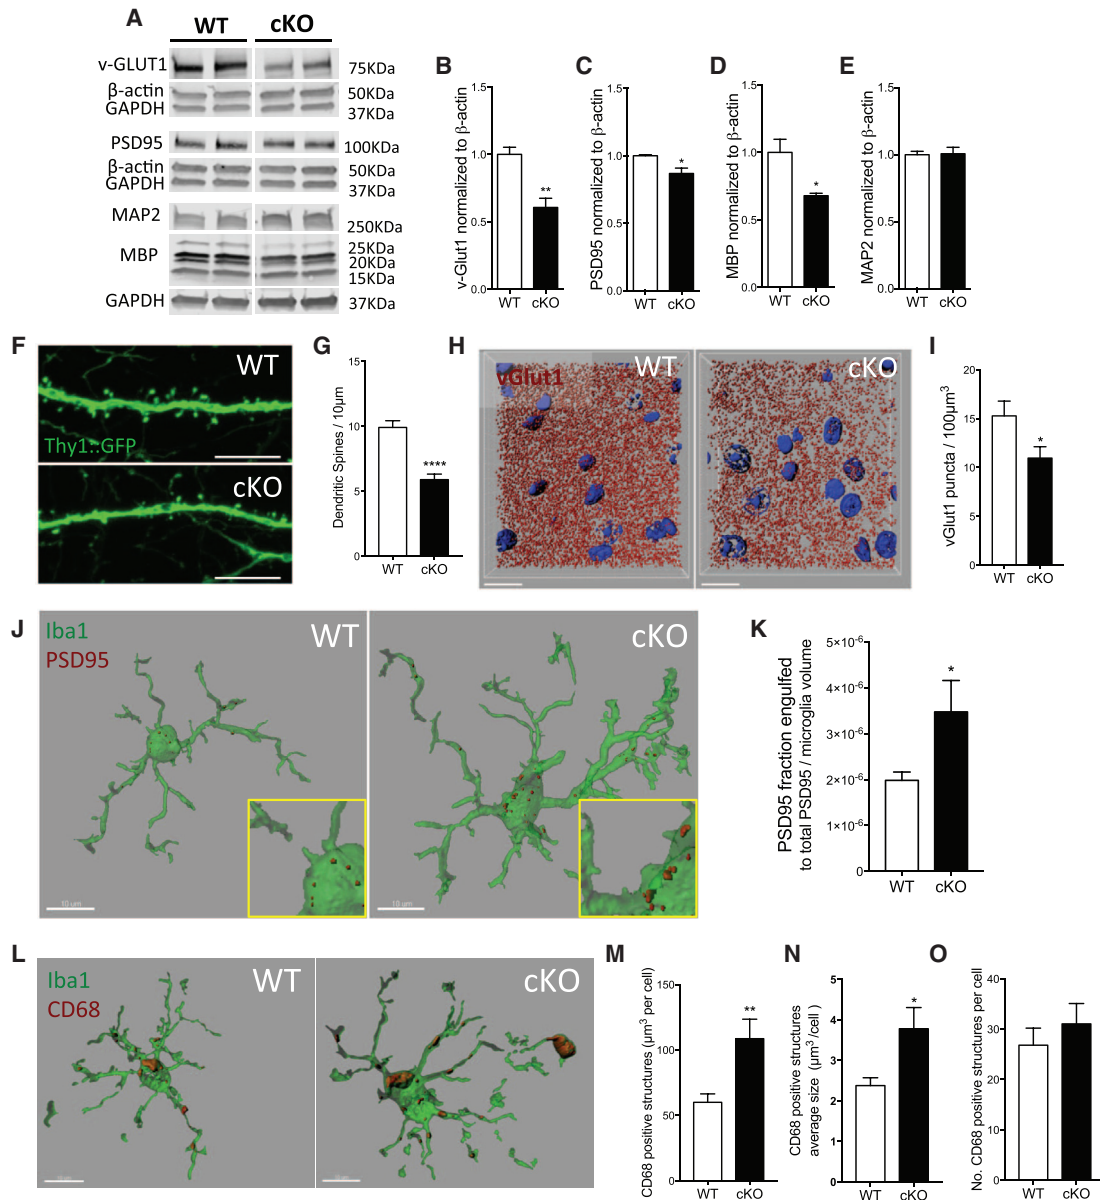 A
WT
cKO
v-GLUT1
75KDa
β-actin
50KDa
GAPDH
37KDa
PSD95
100KDa
β-actin
50KDa
GAPDH
37KDa
MAP2
250KDa
MBP
25KDa
20KDa
15KDa
GAPDH
37KDa
B
v-Glut1 normalized to β-actin
1.5
1.0
0.5
0.0
**
WT
cKO
C
PSD95 normalized to β-actin
1.5
1.0
0.5
0.0
*
WT
cKO
D
MBP normalized to β-actin
1.5
1.0
0.5
0.0
*
WT
cKO
E
MAP2 normalized to β-actin
1.5
1.0
0.5
0.0
WT
cKO
F
WT
Thy1::GFP
cKO
G
Dendritic Spines / 10µm
15
10
5
0
****
WT
cKO
H
vGlut1
WT
cKO
I
vGlut1 puncta / 100µm³
20
15
10
5
0
*
WT
cKO
J
Iba1
PSD95
WT
cKO
10 um
10 um
K
PSD95 fraction engulfed
to total PSD95 / microglia volume
5×10⁻⁶
4×10⁻⁶
3×10⁻⁶
2×10⁻⁶
1×10⁻⁶
0
*
WT
cKO
L
Iba1
CD68
WT
cKO
M
CD68 positive structures (µm³ per cell)
150
100
50
0
**
WT
cKO
N
CD68 positive structures
average size (µm³ /cell )
5
4
3
2
1
0
*
WT
cKO
O
No. CD68 positive structures per cell
40
30
20
10
0
WT
cKO